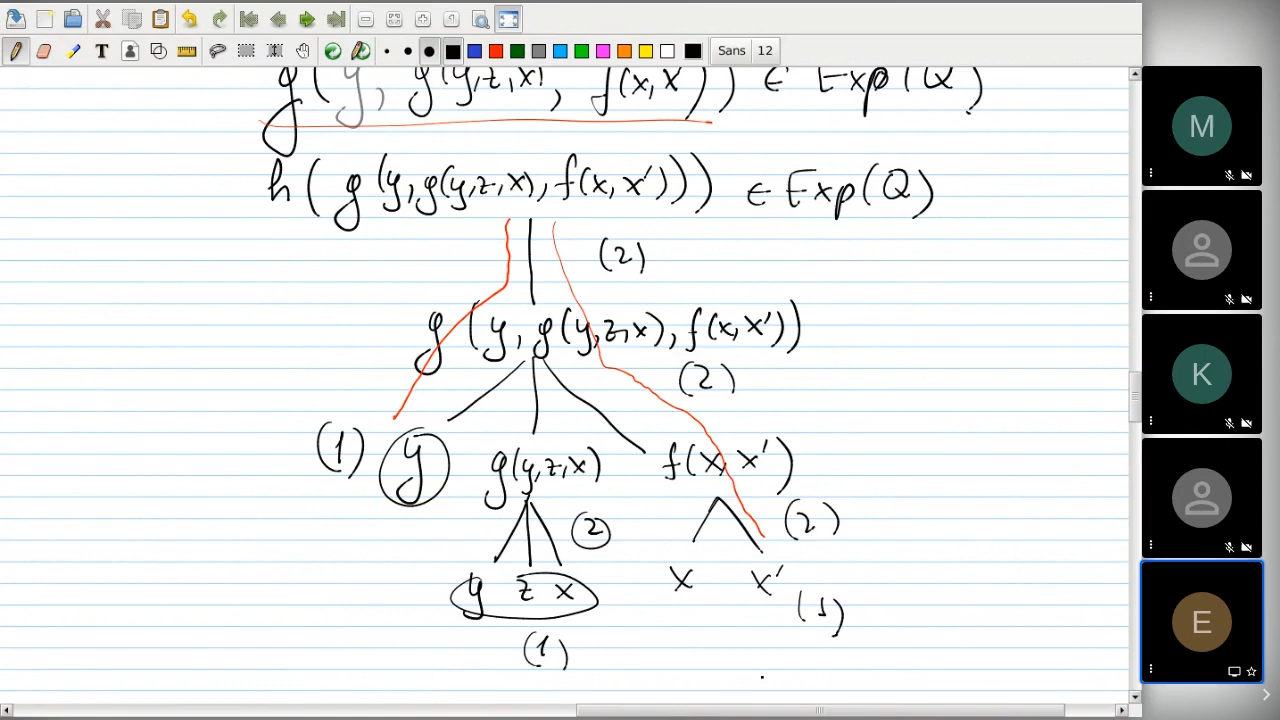 T Sans 12
g(y, g(y,z,x), f(x,x')) ∈ Exp(Q)
h(g(y,g(y,z,x),f(x,x'))) ∈ Exp(Q)
(2)
g(y, g(y,z,x), f(x,x'))
(2)
(1) y g(y,z,x) f(x,x')
(2) (2)
y z x x x'
(1)
(1)
M
K
E